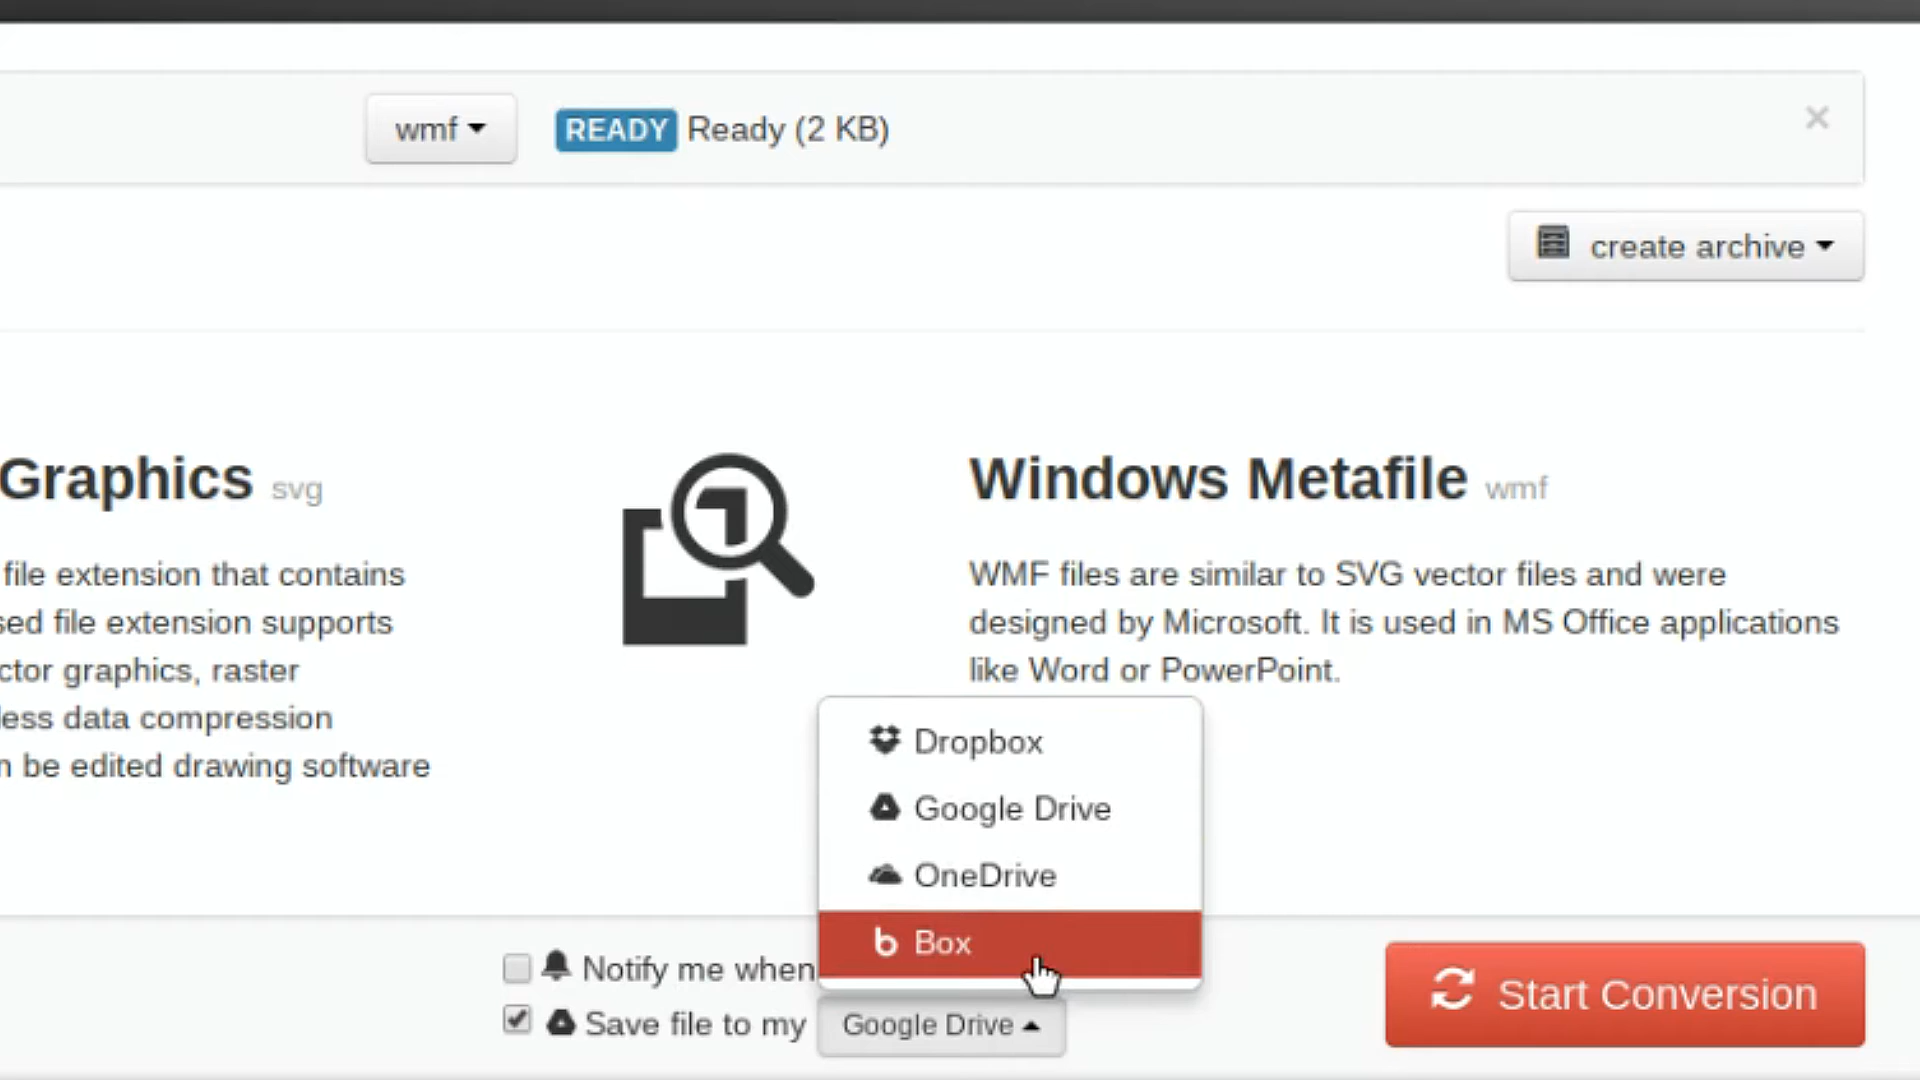 wmf
READY Ready (2 KB)
×
create archive
Graphics svg
file extension that contains
sed file extension supports
ctor graphics, raster
less data compression
n be edited drawing software
Windows Metafile wmf
WMF files are similar to SVG vector files and were
designed by Microsoft. It is used in MS Office applications
like Word or PowerPoint.
Dropbox
Google Drive
OneDrive
Box
Notify me when
Save file to my Google Drive
Start Conversion